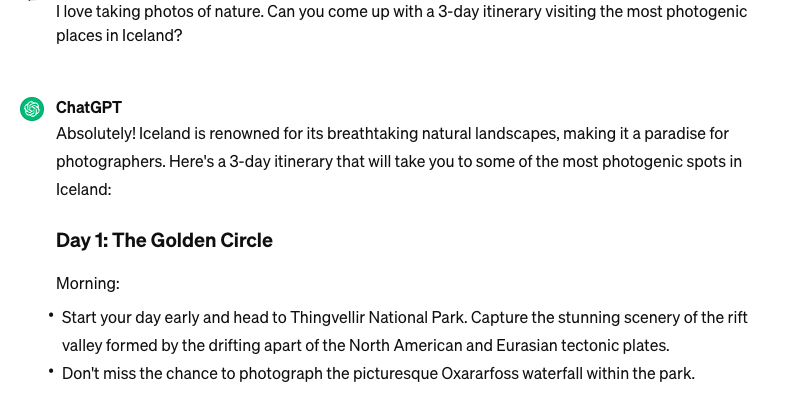 I love taking photos of nature. Can you come up with a 3-day itinerary visiting the most photogenic
places in Iceland?
ChatGPT
Absolutely! Iceland is renowned for its breathtaking natural landscapes, making it a paradise for
photographers. Here's a 3-day itinerary that will take you to some of the most photogenic spots in
Iceland:
Day 1: The Golden Circle
Morning:
• Start your day early and head to Thingvellir National Park. Capture the stunning scenery of the rift
valley formed by the drifting apart of the North American and Eurasian tectonic plates.
• Don't miss the chance to photograph the picturesque Oxararfoss waterfall within the park.